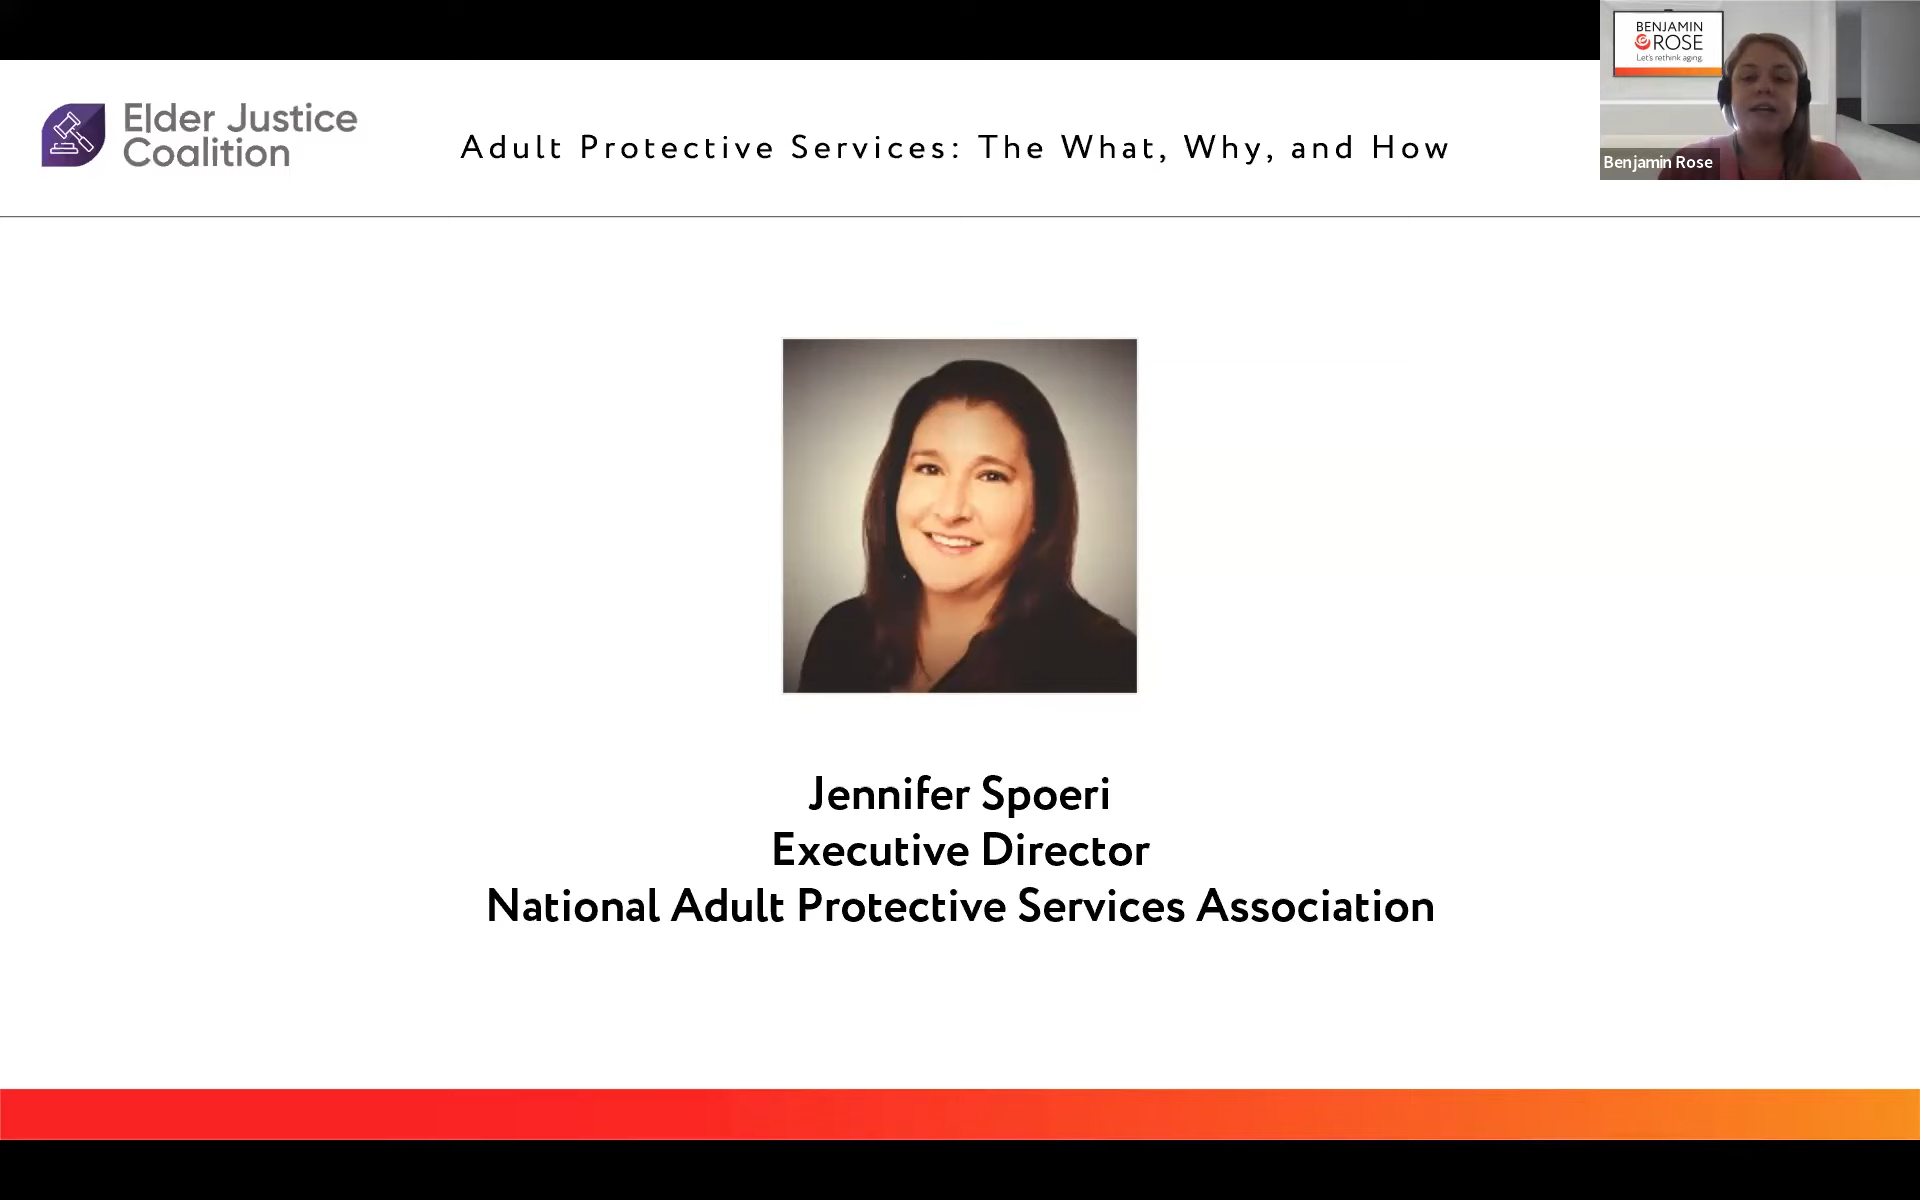 Elder Justice
Coalition
Adult Protective Services: The What, Why, and How
BENJAMIN
ROSE
Let's rethink aging.
Benjamin Rose
Jennifer Spoeri
Executive Director
National Adult Protective Services Association